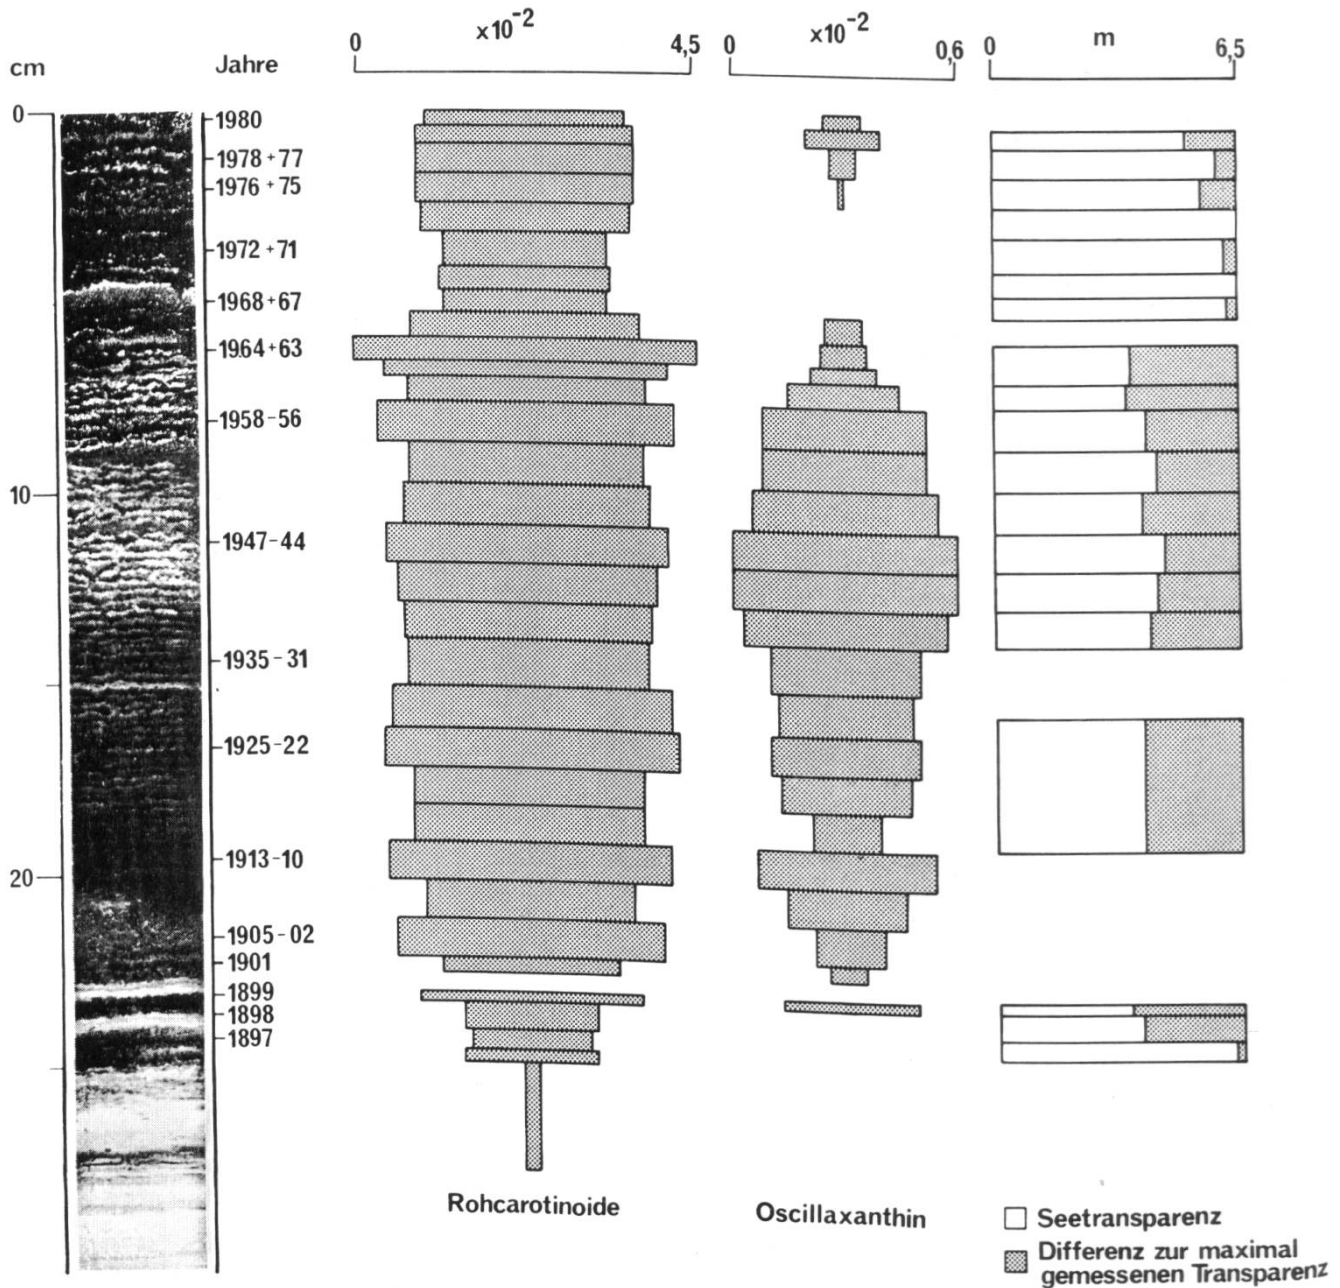 cm
Jahre
0
x10⁻²
4,5
0
x10⁻²
0,6
0
m
6,5
0
10
20
1980
1978+77
1976+75
1972+71
1968+67
1964+63
1958-56
1947-44
1935-31
1925-22
1913-10
1905-02
1901
1899
1898
1897
Rohcarotinoide
Oscillaxanthin
Seetransparenz
Differenz zur maximal
gemessenen Transparenz